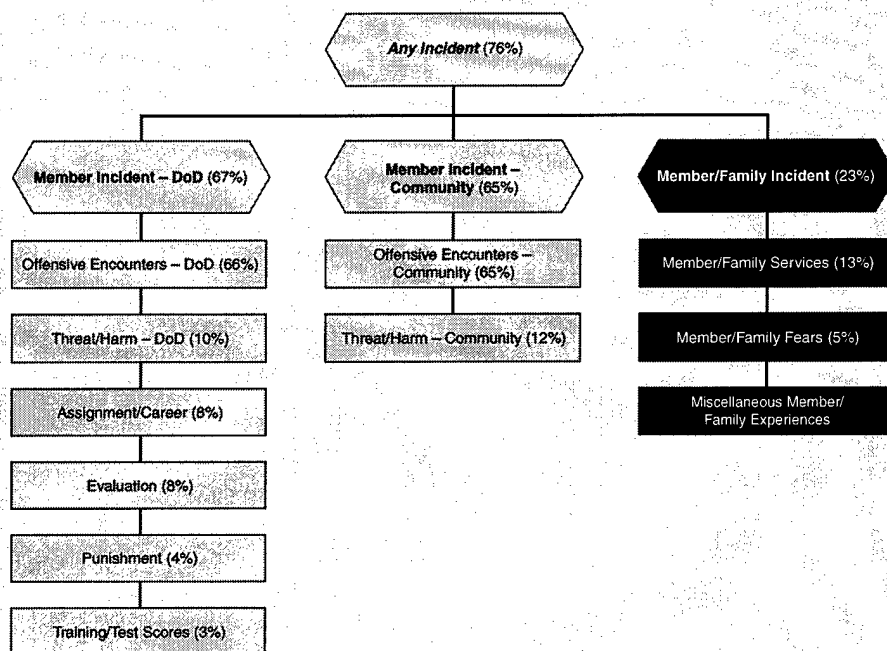 Any Incident (76%)
Member Incident – DoD (67%)
Offensive Encounters – DoD (66%)
Threat/Harm – DoD (10%)
Assignment/Career (8%)
Evaluation (8%)
Punishment (4%)
Training/Test Scores (3%)
Member Incident –
Community (65%)
Offensive Encounters –
Community (65%)
Threat/Harm – Community (12%)
Member/Family Incident (23%)
Member/Family Services (13%)
Member/Family Fears (5%)
Miscellaneous Member/
Family Experiences